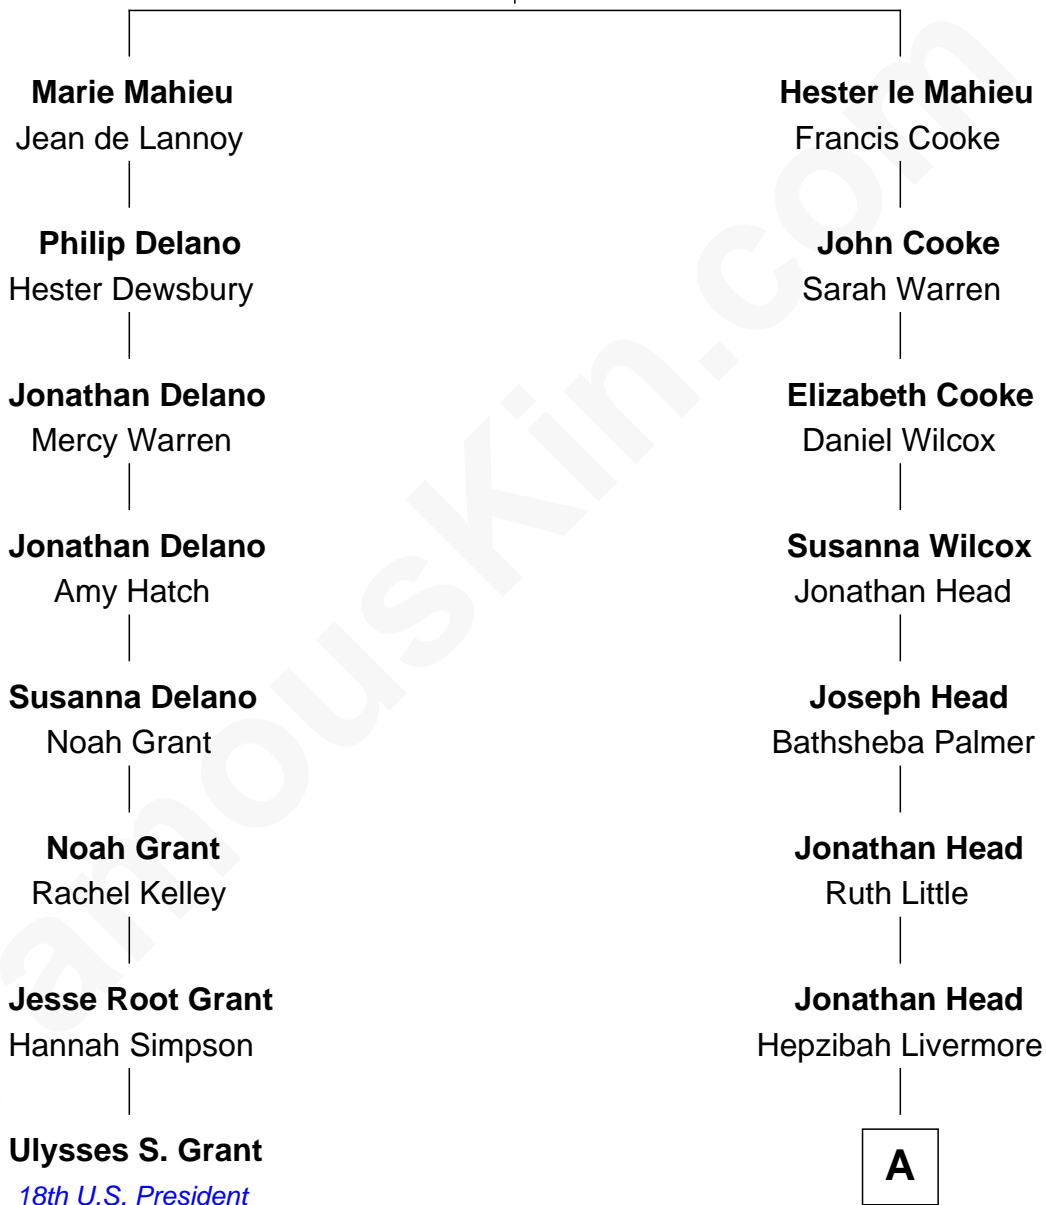 Marie Mahieu
Jean de Lannoy
Hester le Mahieu
Francis Cooke
Philip Delano
Hester Dewsbury
John Cooke
Sarah Warren
Jonathan Delano
Mercy Warren
Elizabeth Cooke
Daniel Wilcox
Jonathan Delano
Amy Hatch
Susanna Wilcox
Jonathan Head
Susanna Delano
Noah Grant
Joseph Head
Bathsheba Palmer
Noah Grant
Rachel Kelley
Jonathan Head
Ruth Little
Jesse Root Grant
Hannah Simpson
Jonathan Head
Hepzibah Livermore
Ulysses S. Grant
18th U.S. President
A
amouskin.com